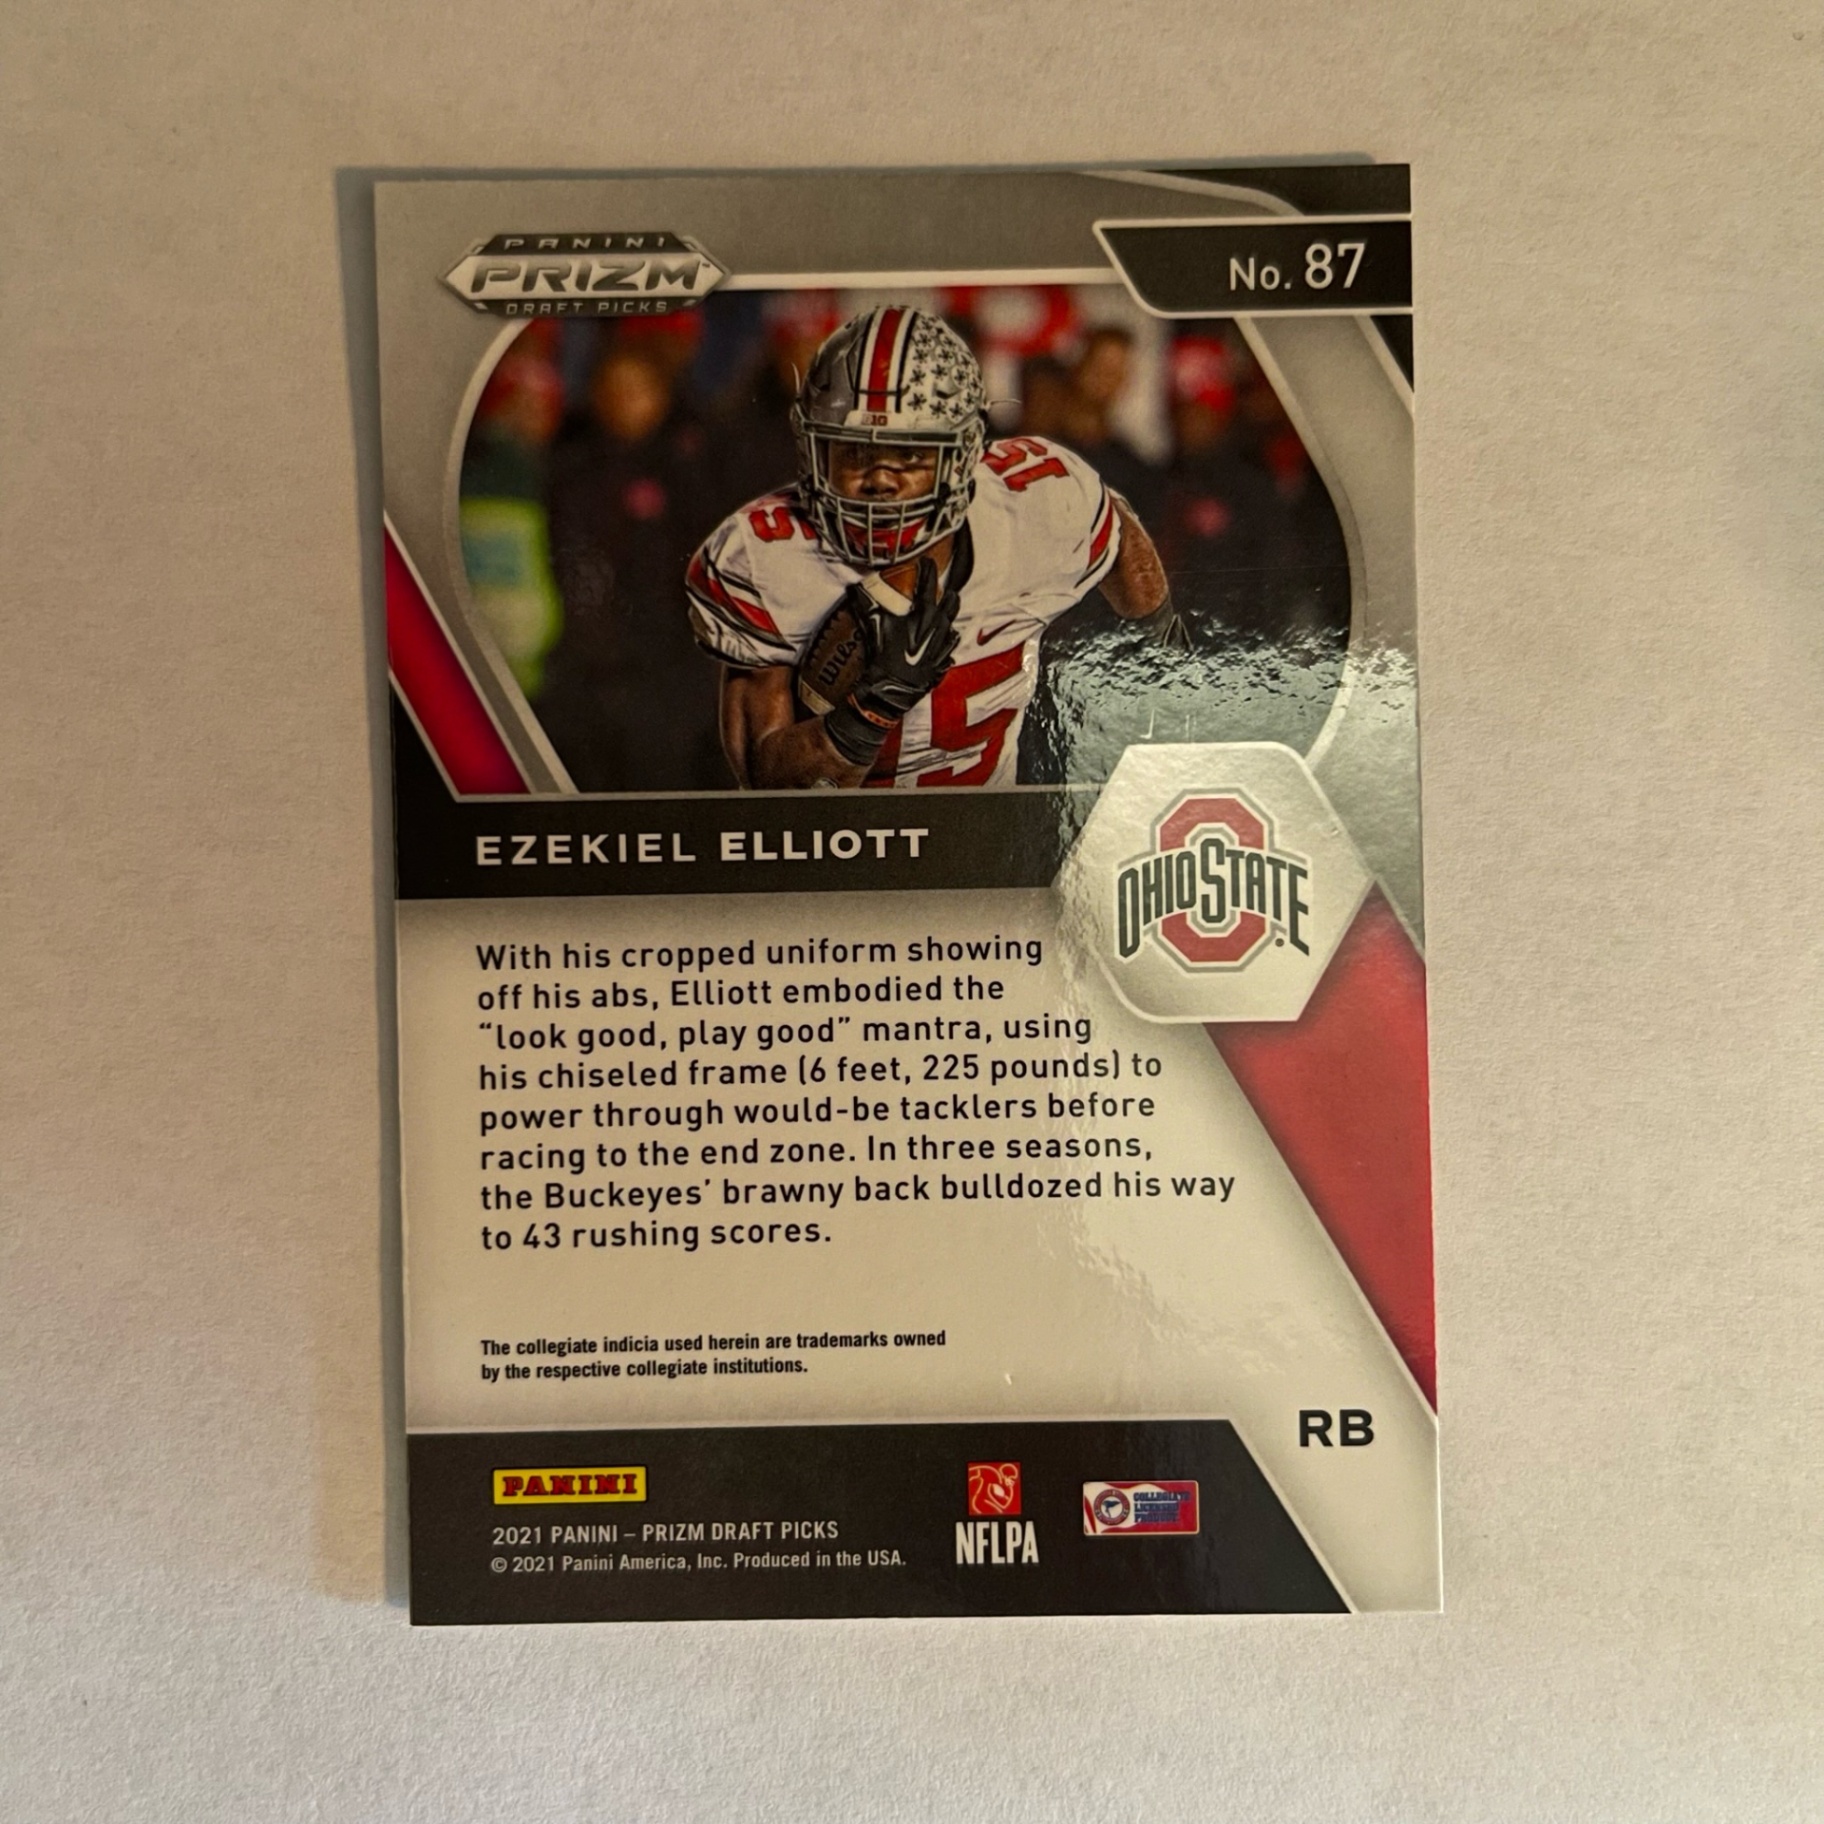 PANINI
PRIZM
DRAFT PICKS
No. 87
15
5
Wilson
15
EZEKIEL ELLIOTT
OHIO STATE
With his cropped uniform showing
off his abs, Elliott embodied the
“look good, play good” mantra, using
his chiseled frame (6 feet, 225 pounds) to
power through would-be tacklers before
racing to the end zone. In three seasons,
the Buckeyes’ brawny back bulldozed his way
to 43 rushing scores.
The collegiate indicia used herein are trademarks owned
by the respective collegiate institutions.
RB
PANINI
2021 PANINI – PRIZM DRAFT PICKS
© 2021 Panini America, Inc. Produced in the USA.
NFLPA
COLLEGIATE
LICENSED
PRODUCT